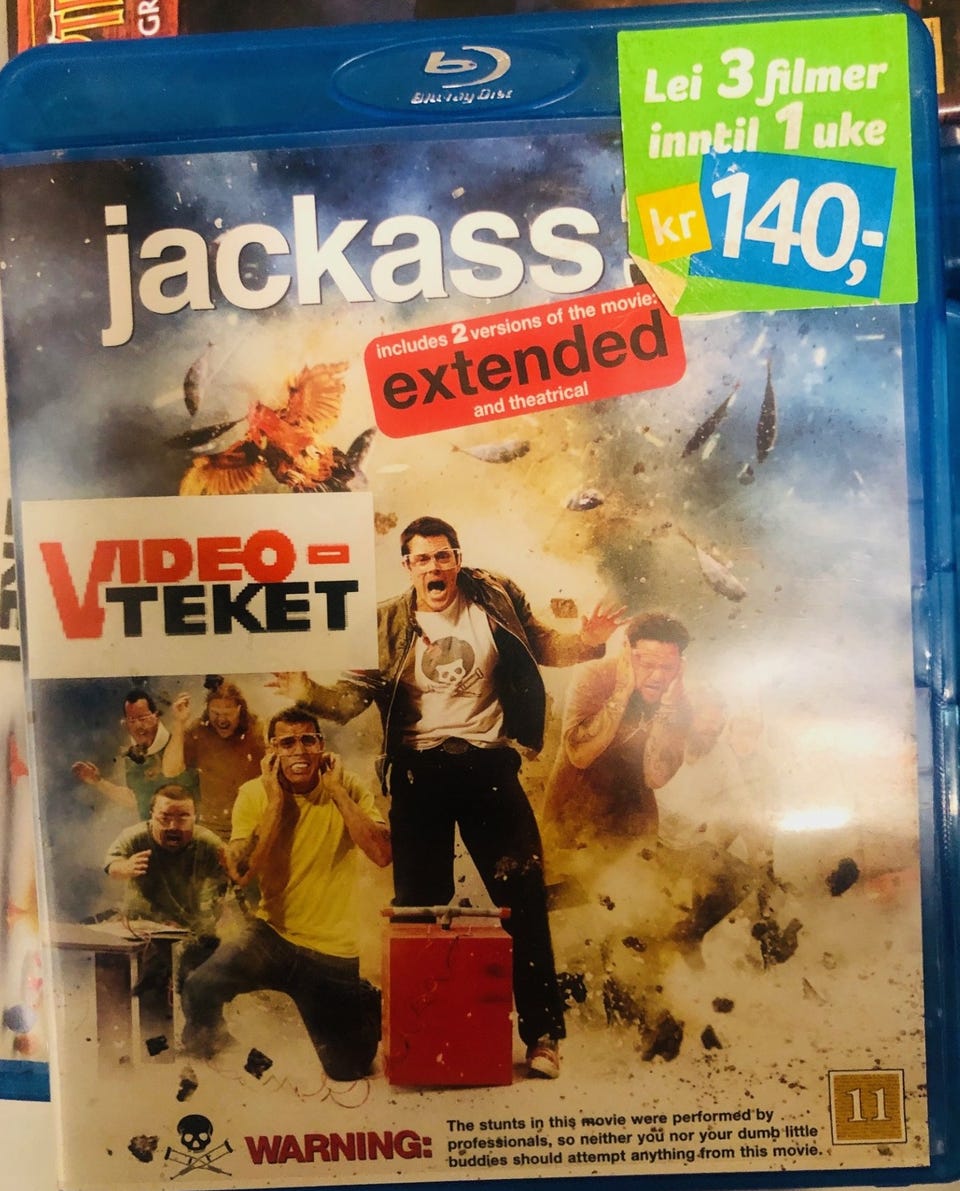 GR
Blu-ray Disc
Lei 3 filmer
inntil 1 uke
kr 140,-
jackass
includes 2 versions of the movie:
extended
and theatrical
VIDEO-
TEKET
11
WARNING:
The stunts in this movie were performed by
professionals, so neither you nor your dumb little
buddies should attempt anything from this movie.